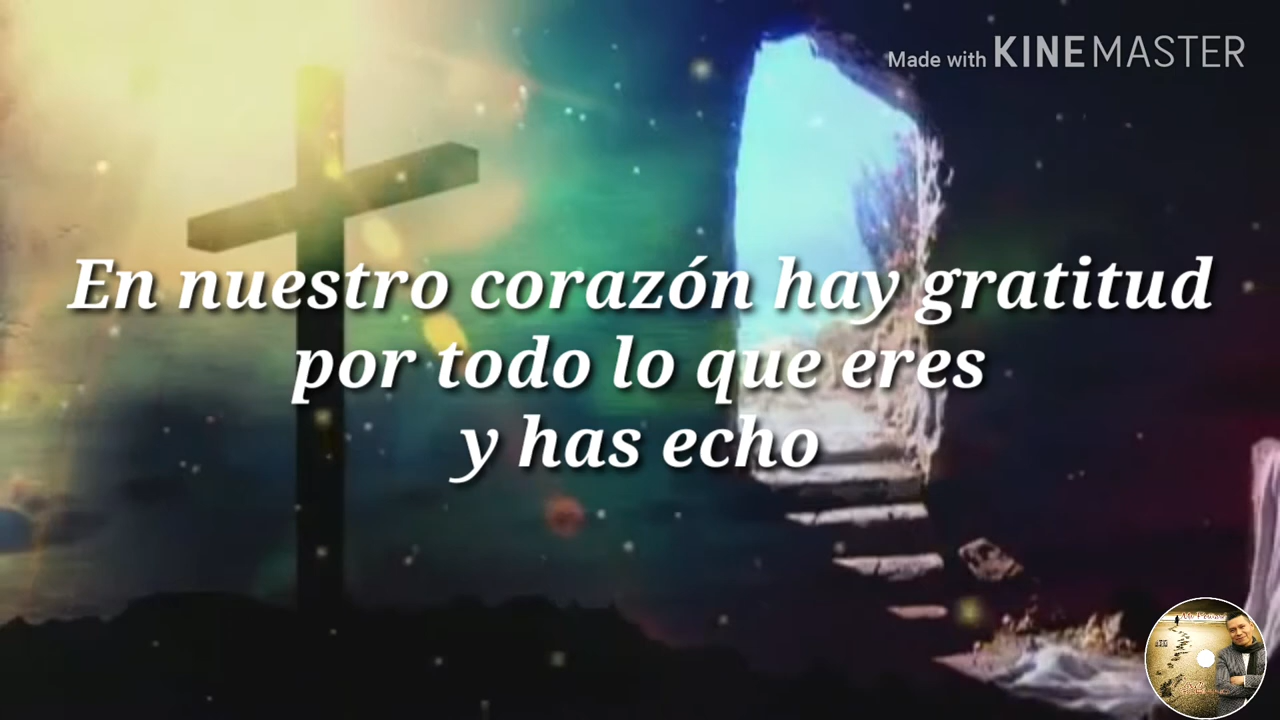 Made with KINEMASTER
En nuestro corazón hay gratitud
por todo lo que eres
y has echo